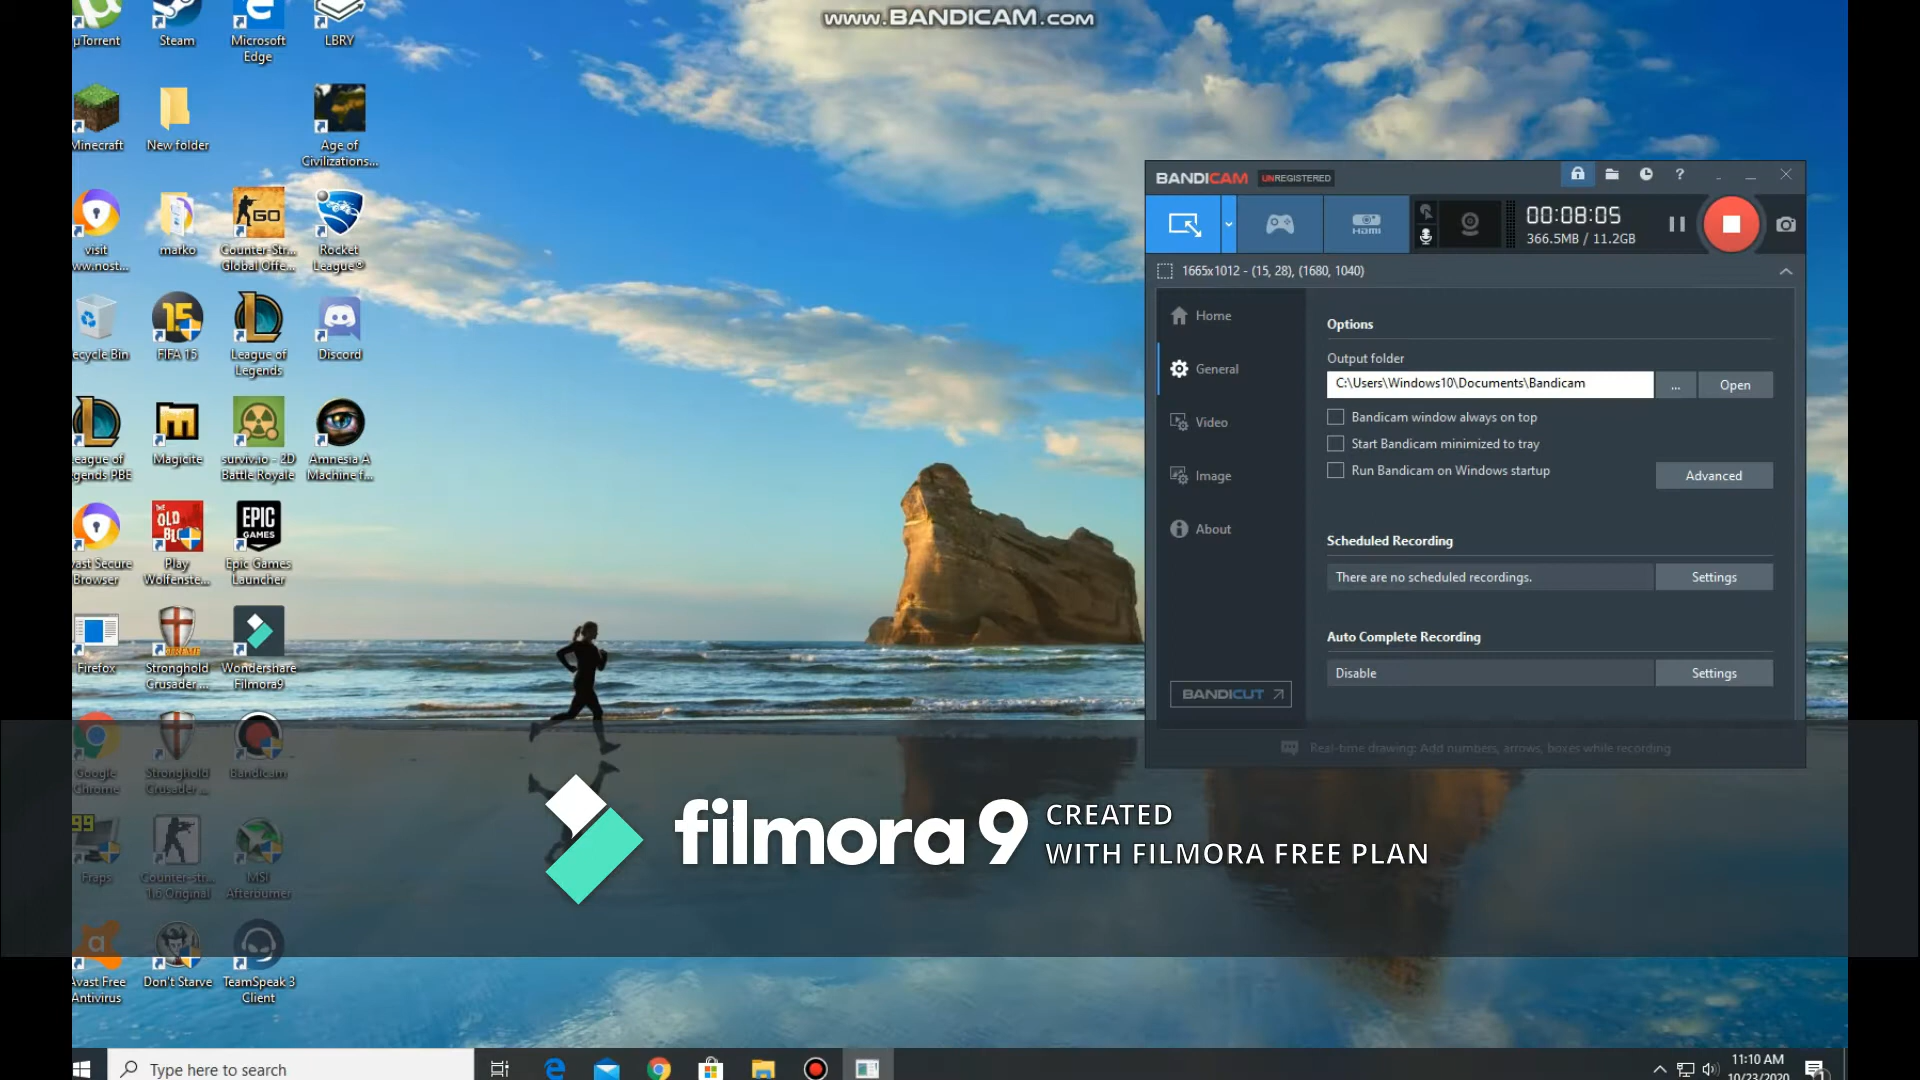 www.BANDICAM.com
µTorrent
Steam
Microsoft
Edge
LBRY
Minecraft
New folder
Age of
Civilizations...
visit
ww.nost...
marko
Counter-Str...
Global Offe...
Rocket
League®
ecycle Bin
FIFA 15
League of
Legends
Discord
eague of
gends PBE
Magicite
surviv.io - 2D
Battle Royale
Amnesia A
Machine f...
vast Secure
Browser
Play
Wolfenste...
Epic Games
Launcher
Firefox
Stronghold
Crusader ...
Wondershare
Filmora9
Google
Chrome
Stronghold
Crusader ...
Bandicam
Fraps
Counter-str...
1.6 Original
MSI
Afterburner
Avast Free
Antivirus
Don't Starve
TeamSpeak 3
Client
BANDICAM UNREGISTERED
HDMI
00:08:05
366.5MB / 11.2GB
1665x1012 - (15, 28), (1680, 1040)
Home
General
Video
Image
About
BANDICUT
Options
Output folder
C:\Users\Windows10\Documents\Bandicam
...
Open
Bandicam window always on top
Start Bandicam minimized to tray
Run Bandicam on Windows startup
Advanced
Scheduled Recording
There are no scheduled recordings.
Settings
Auto Complete Recording
Disable
Settings
Real-time drawing: Add numbers, arrows, boxes while recording
filmora9
CREATED
WITH FILMORA FREE PLAN
Type here to search
11:10 AM
10/23/2020